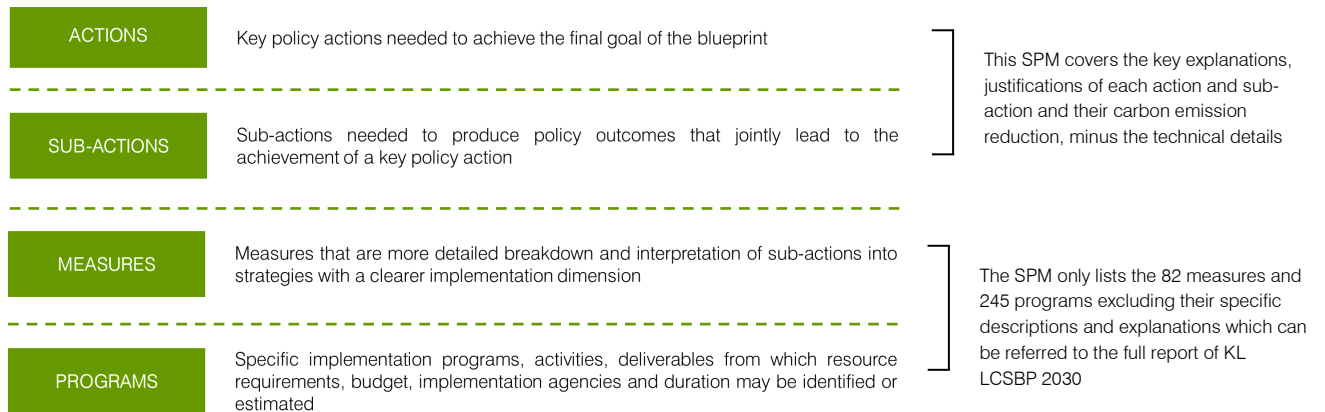 ACTIONS
Key policy actions needed to achieve the final goal of the blueprint
SUB-ACTIONS
Sub-actions needed to produce policy outcomes that jointly lead to the
achievement of a key policy action
This SPM covers the key explanations,
justifications of each action and sub-
action and their carbon emission
reduction, minus the technical details
MEASURES
Measures that are more detailed breakdown and interpretation of sub-actions into
strategies with a clearer implementation dimension
PROGRAMS
Specific implementation programs, activities, deliverables from which resource
requirements, budget, implementation agencies and duration may be identified or
estimated
The SPM only lists the 82 measures and
245 programs excluding their specific
descriptions and explanations which can
be referred to the full report of KL
LCSBP 2030